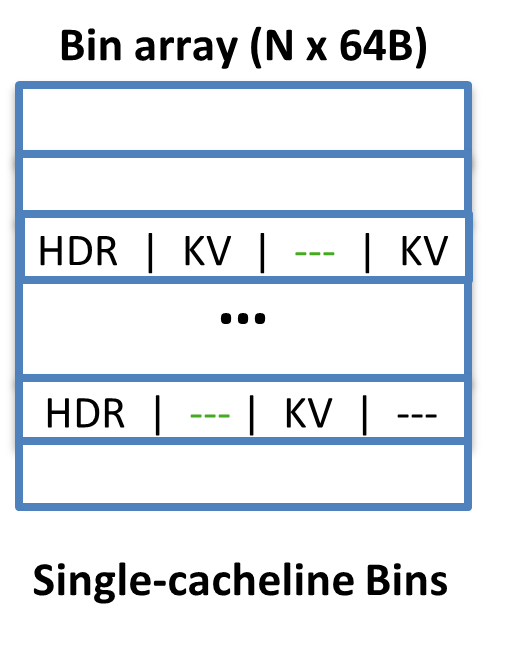 Bin array (N x 64B)
HDR | KV | --- | KV
...
HDR | --- | KV | ---
Single-cacheline Bins